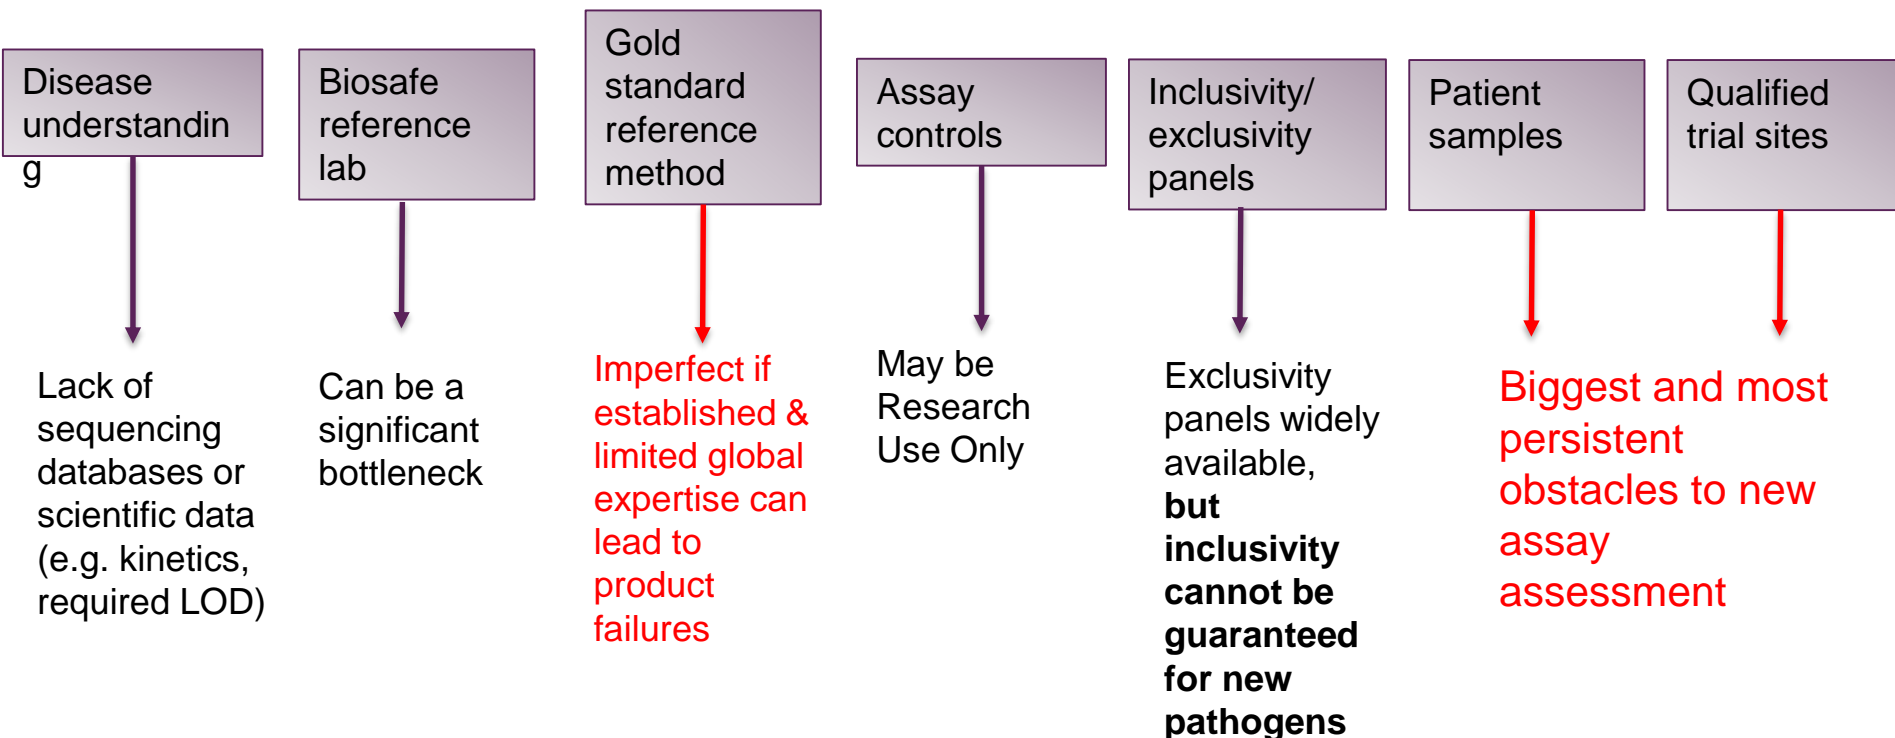 Disease
understandin
g
Biosafe
reference
lab
Gold
standard
reference
method
Assay
controls
Inclusivity/
exclusivity
panels
Patient
samples
Qualified
trial sites
Lack of
sequencing
databases or
scientific data
(e.g. kinetics,
required LOD)
Can be a
significant
bottleneck
Imperfect if
established &
limited global
expertise can
lead to
product
failures
May be
Research
Use Only
Exclusivity
panels widely
available,
but
inclusivity
cannot be
guaranteed
for new
pathogens
Biggest and most
persistent
obstacles to new
assay
assessment